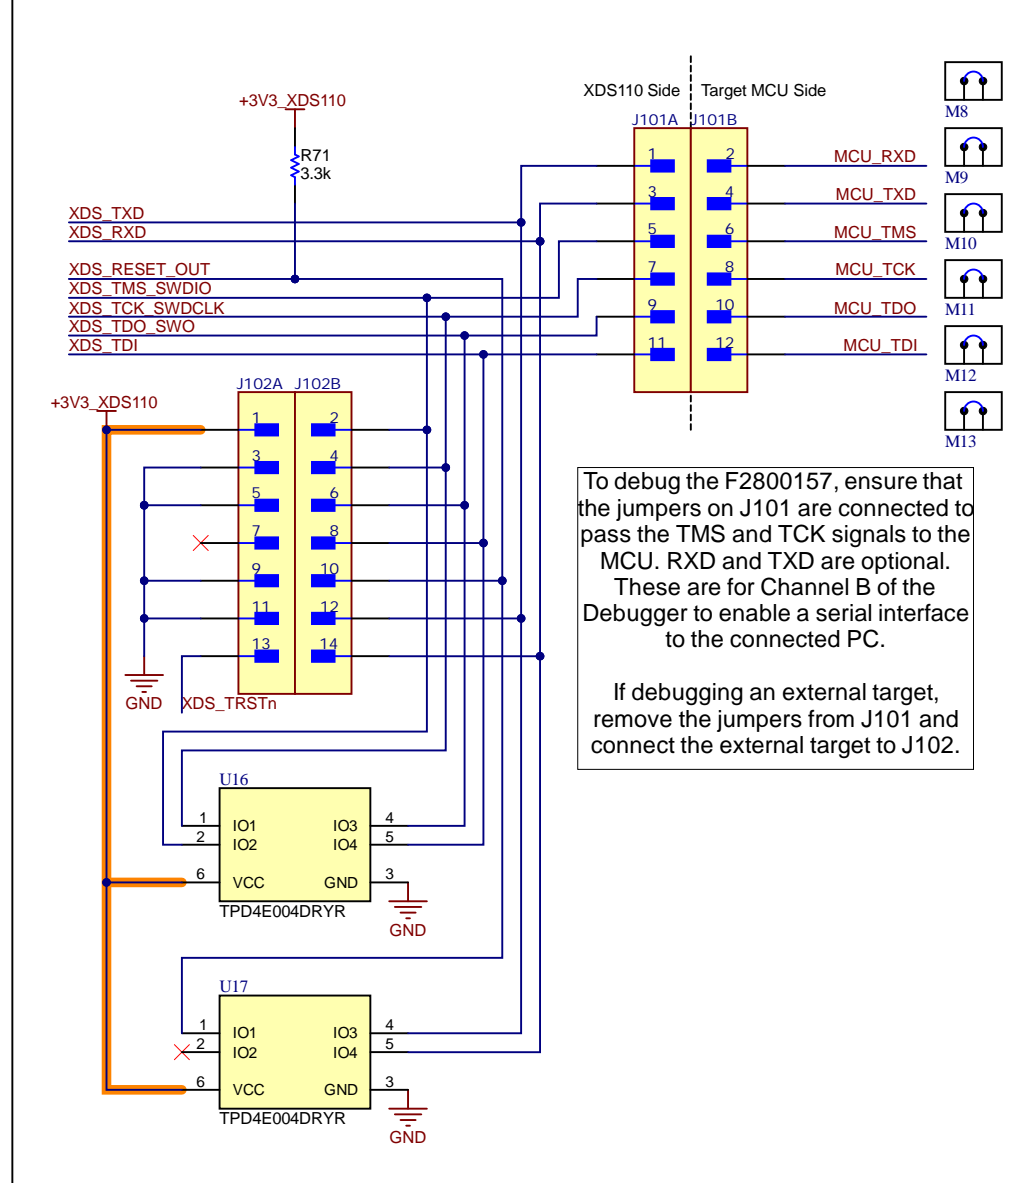 XDS110 Side
Target MCU Side
+3V3_XDS110
J101A
J101B
M8
R71
3.3k
1
2
MCU_RXD
M9
3
4
MCU_TXD
XDS_TXD
XDS_RXD
5
6
MCU_TMS
M10
XDS_RESET_OUT
7
8
MCU_TCK
XDS_TMS_SWDIO
XDS_TCK_SWDCLK
9
10
MCU_TDO
M11
XDS_TDO_SWO
XDS_TDI
11
12
MCU_TDI
M12
J102A
J102B
+3V3_XDS110
M13
1
2
3
4
5
6
7
8
9
10
11
12
13
14
GND
XDS_TRSTn
To debug the F2800157, ensure that
the jumpers on J101 are connected to
pass the TMS and TCK signals to the
MCU. RXD and TXD are optional.
These are for Channel B of the
Debugger to enable a serial interface
to the connected PC.
If debugging an external target,
remove the jumpers from J101 and
connect the external target to J102.
U16
1
IO1
IO3
4
2
IO2
IO4
5
6
VCC
GND
3
TPD4E004DRYR
GND
U17
1
IO1
IO3
4
2
IO2
IO4
5
6
VCC
GND
3
TPD4E004DRYR
GND